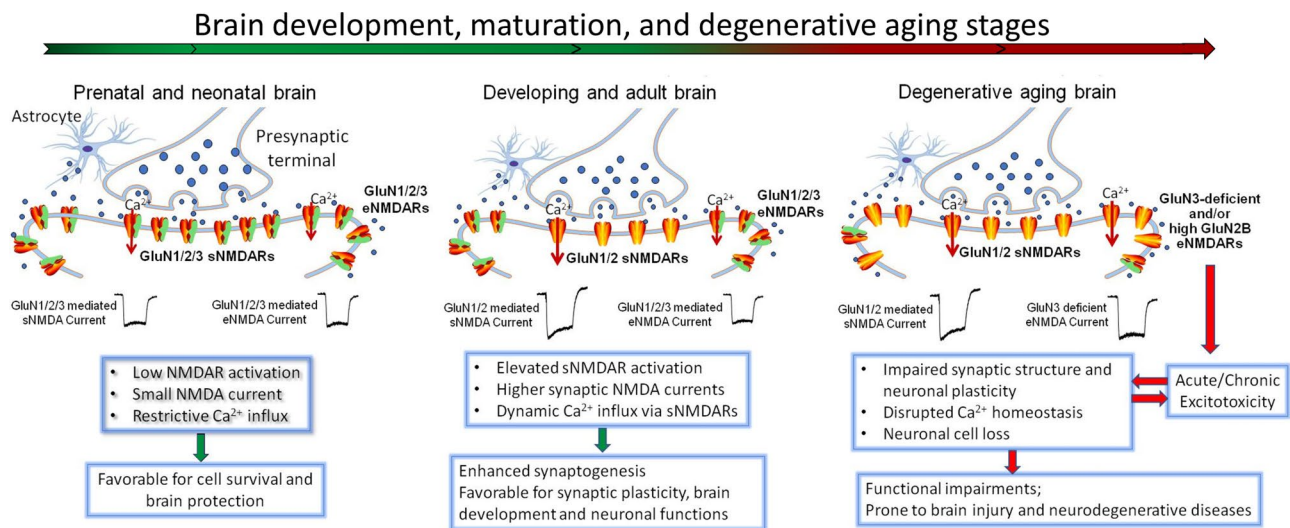 Brain development, maturation, and degenerative aging stages
Prenatal and neonatal brain
Astrocyte
Presynaptic
terminal
Ca²⁺
Ca²⁺
GluN1/2/3
eNMDARs
GluN1/2/3 sNMDARs
GluN1/2/3 mediated
sNMDA Current
GluN1/2/3 mediated
eNMDA Current
• Low NMDAR activation
• Small NMDA current
• Restrictive Ca²⁺ influx
Favorable for cell survival and
brain protection
Developing and adult brain
Ca²⁺
Ca²⁺
GluN1/2/3
eNMDARs
GluN1/2 sNMDARs
GluN1/2 mediated
sNMDA Current
GluN1/2/3 mediated
eNMDA Current
• Elevated sNMDAR activation
• Higher synaptic NMDA currents
• Dynamic Ca²⁺ influx via sNMDARs
Enhanced synaptogenesis
Favorable for synaptic plasticity, brain
development and neuronal functions
Degenerative aging brain
Ca²⁺
Ca²⁺
GluN3-deficient
and/or
high GluN2B
eNMDARs
GluN1/2 sNMDARs
GluN1/2 mediated
sNMDA Current
GluN3 deficient
eNMDA Current
• Impaired synaptic structure and
neuronal plasticity
• Disrupted Ca²⁺ homeostasis
• Neuronal cell loss
Acute/Chronic
Excitotoxicity
Functional impairments;
Prone to brain injury and neurodegenerative diseases